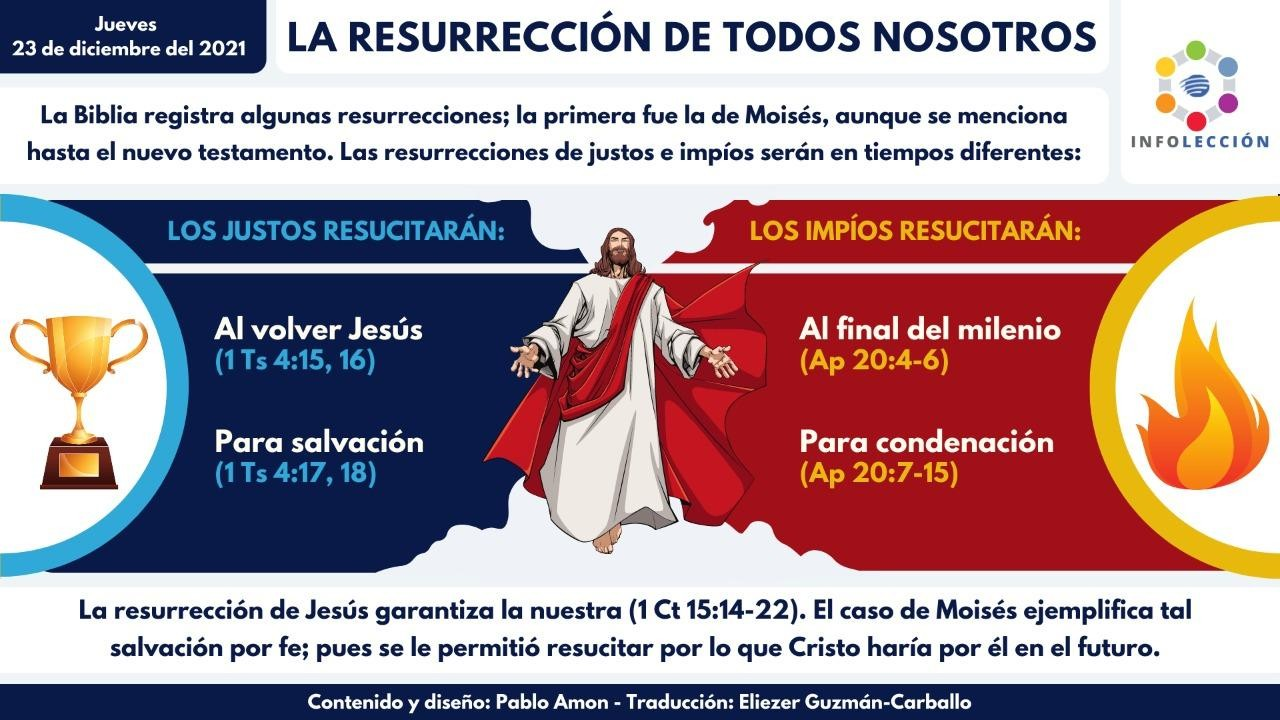 Jueves
23 de diciembre del 2021
LA RESURRECCIÓN DE TODOS NOSOTROS
INFOLECCIÓN
La Biblia registra algunas resurrecciones; la primera fue la de Moisés, aunque se menciona
hasta el nuevo testamento. Las resurrecciones de justos e impíos serán en tiempos diferentes:
LOS JUSTOS RESUCITARÁN:
Al volver Jesús
(1 Ts 4:15, 16)
Para salvación
(1 Ts 4:17, 18)
LOS IMPÍOS RESUCITARÁN:
Al final del milenio
(Ap 20:4-6)
Para condenación
(Ap 20:7-15)
La resurrección de Jesús garantiza la nuestra (1 Ct 15:14-22). El caso de Moisés ejemplifica tal
salvación por fe; pues se le permitió resucitar por lo que Cristo haría por él en el futuro.
Contenido y diseño: Pablo Amon - Traducción: Eliezer Guzmán-Carballo